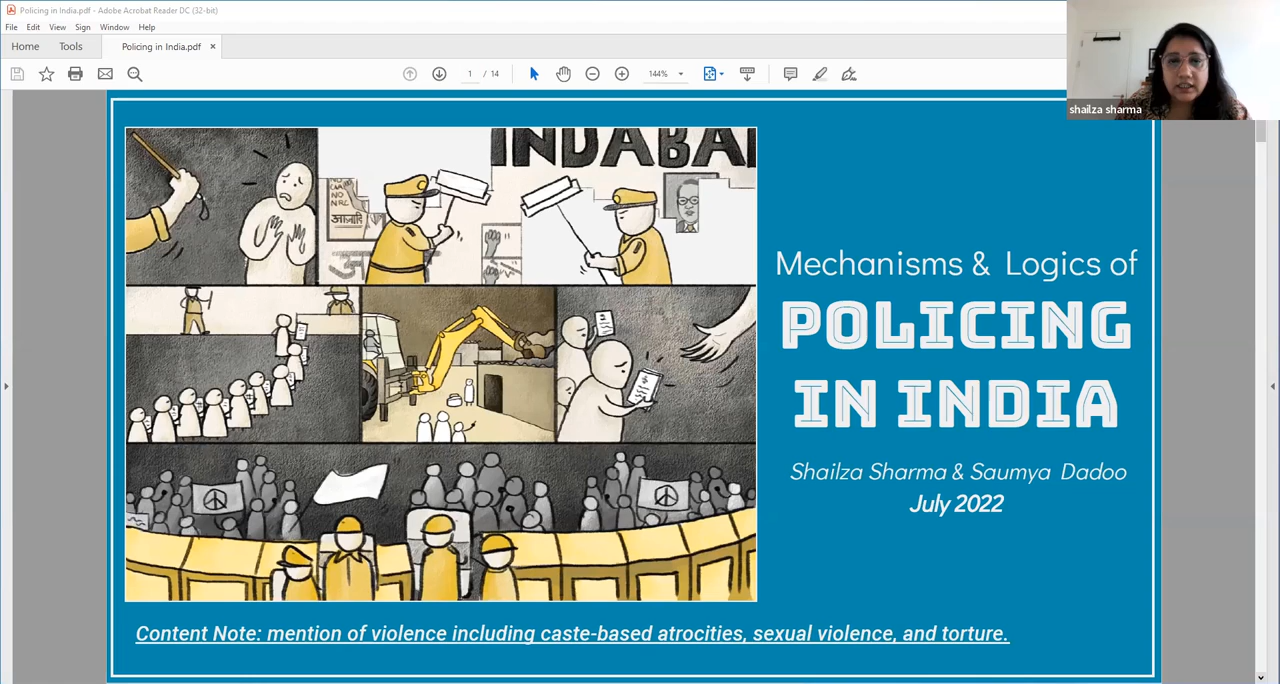 Policing in India.pdf - Adobe Acrobat Reader DC (32-bit)
File Edit View Sign Window Help
Home Tools Policing in India.pdf ×
1 / 14 144%
shailza sharma
INDABA
NO
CAA
NO
NRC
आज़ादी
अ
Mechanisms & Logics of
POLICING
IN INDIA
Shailza Sharma & Saumya Dadoo
July 2022
Content Note: mention of violence including caste-based atrocities, sexual violence, and torture.